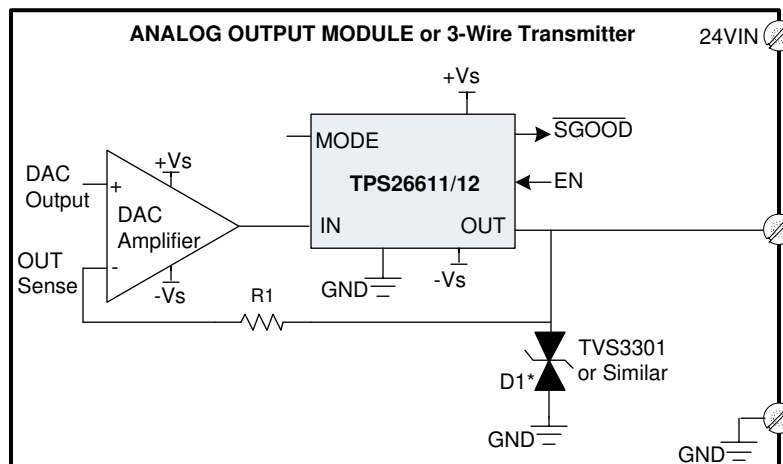 ANALOG OUTPUT MODULE or 3-Wire Transmitter
24VIN
+Vs
MODE
SGOOD
TPS26611/12
EN
IN
OUT
GND
-Vs
DAC
Output
+Vs
+
DAC
Amplifier
-
-Vs
OUT
Sense
R1
TVS3301
or Similar
D1*
GND
GND